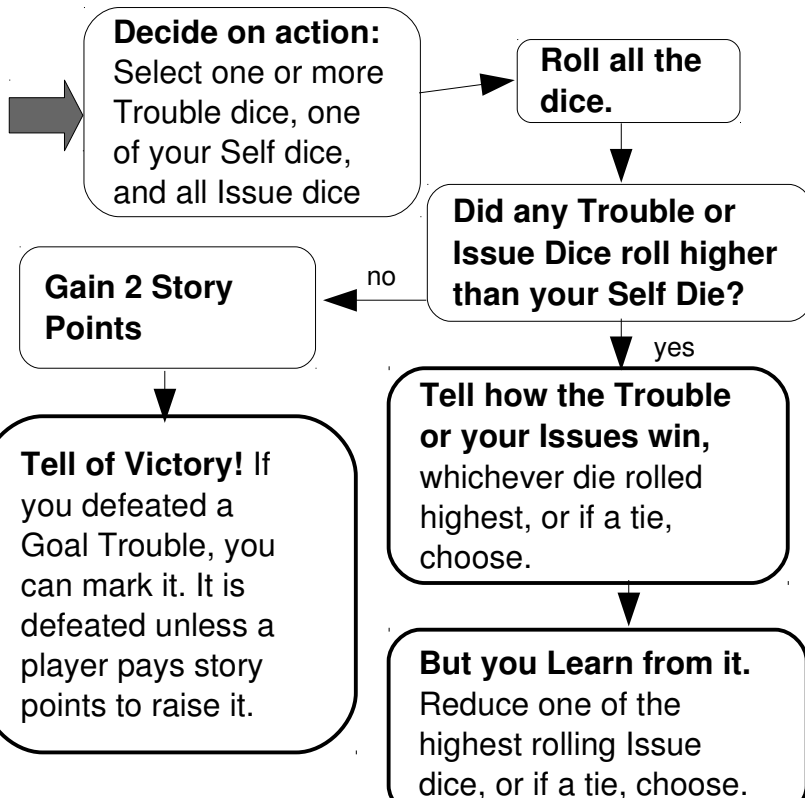 Decide on action:
Select one or more
Trouble dice, one
of your Self dice,
and all Issue dice
Roll all the
dice.
Did any Trouble or
Issue Dice roll higher
than your Self Die?
no
Gain 2 Story
Points
Tell of Victory! If
you defeated a
Goal Trouble, you
can mark it. It is
defeated unless a
player pays story
points to raise it.
yes
Tell how the Trouble
or your Issues win,
whichever die rolled
highest, or if a tie,
choose.
But you Learn from it.
Reduce one of the
highest rolling Issue
dice, or if a tie, choose.